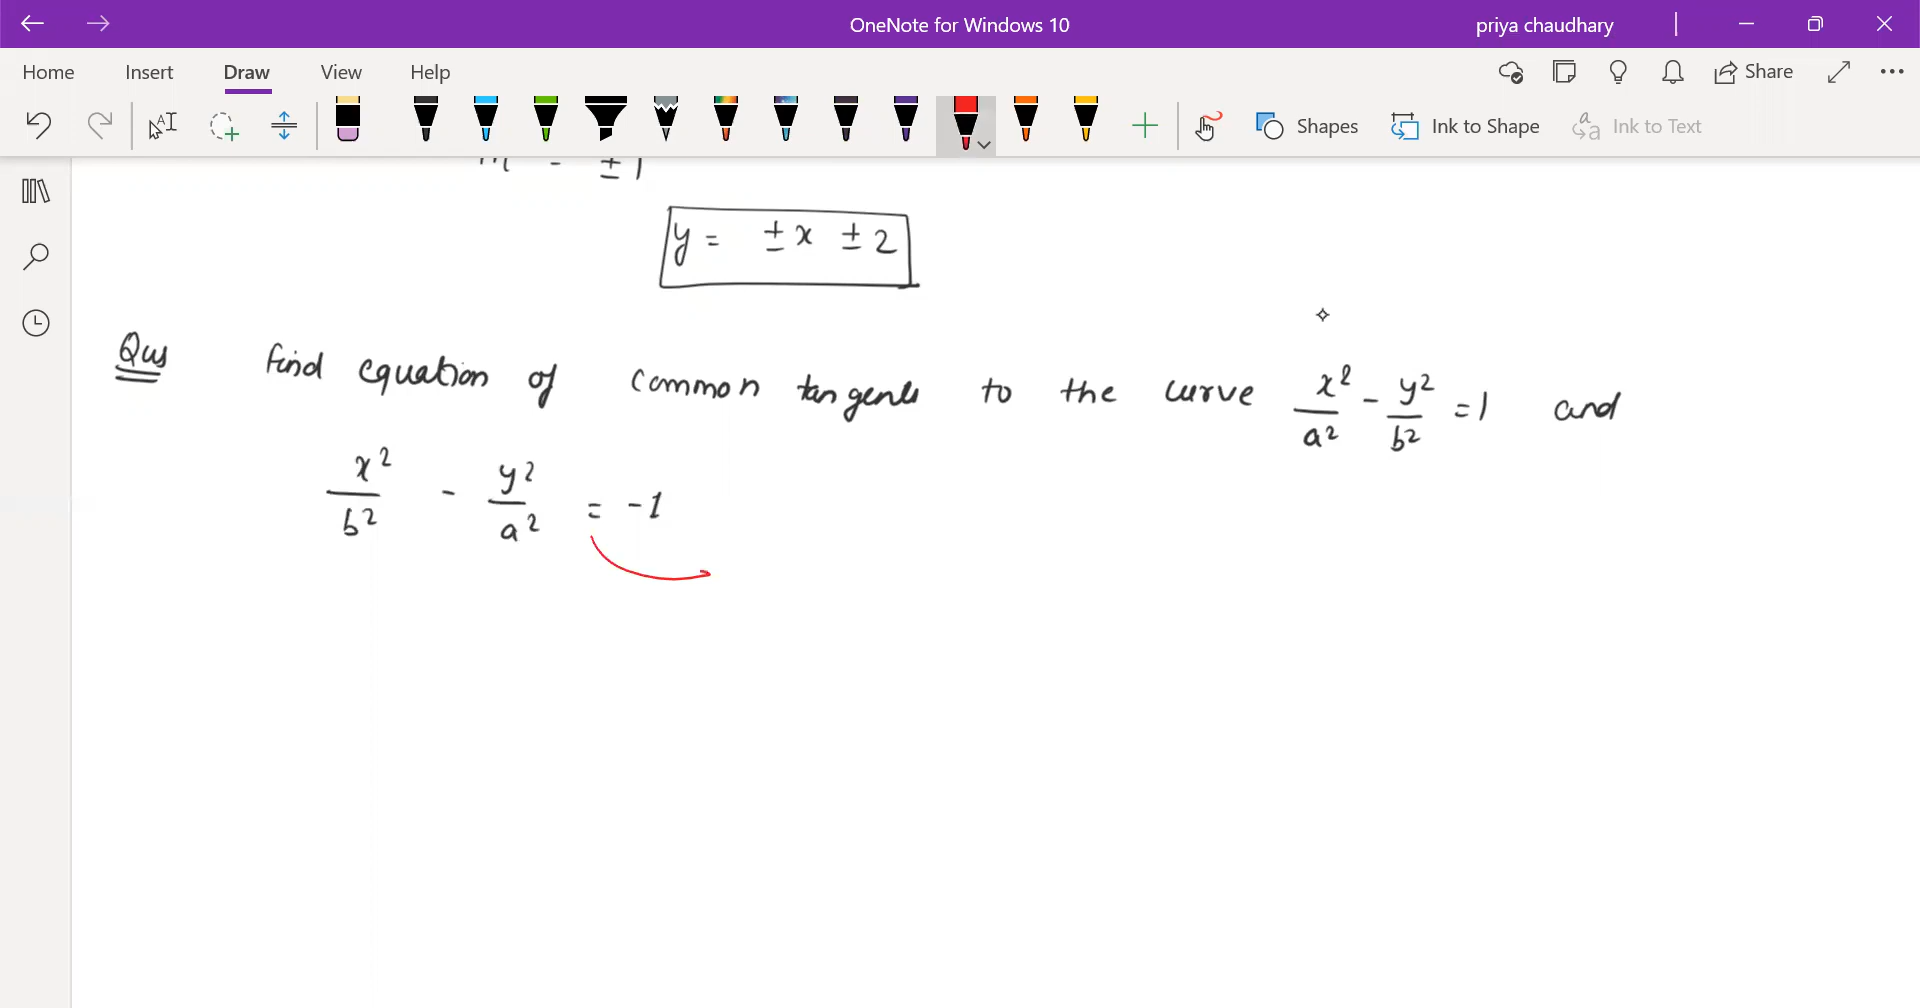 OneNote for Windows 10
priya chaudhary
Home Insert Draw View Help
Share
Shapes Ink to Shape Ink to Text
m = ±1
y = ±x ±2
Qus find equation of common tangents to the curve x²/a² - y²/b² = 1 and
x²/b² - y²/a² = -1